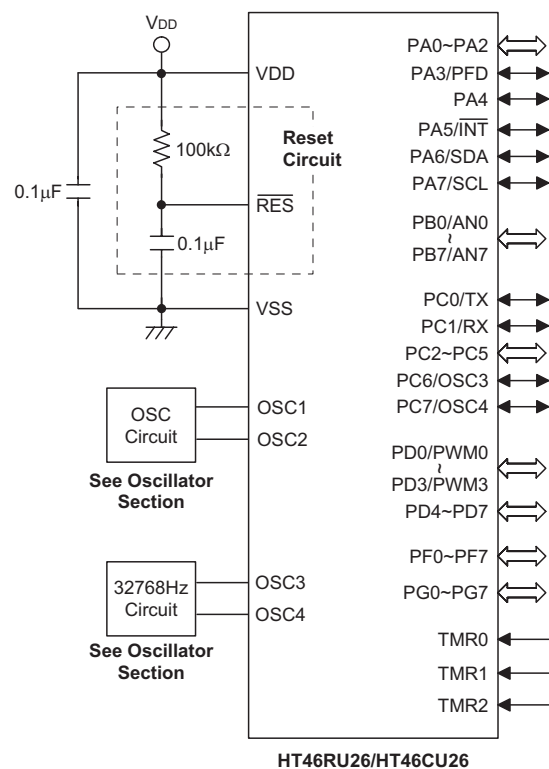 VDD
VDD
100kΩ
Reset
Circuit
0.1μF
RES
0.1μF
VSS
OSC
Circuit
OSC1
OSC2
See Oscillator
Section
32768Hz
Circuit
OSC3
OSC4
See Oscillator
Section
PA0~PA2
PA3/PFD
PA4
PA5/INT
PA6/SDA
PA7/SCL
PB0/AN0
~
PB7/AN7
PC0/TX
PC1/RX
PC2~PC5
PC6/OSC3
PC7/OSC4
PD0/PWM0
~
PD3/PWM3
PD4~PD7
PF0~PF7
PG0~PG7
TMR0
TMR1
TMR2
HT46RU26/HT46CU26